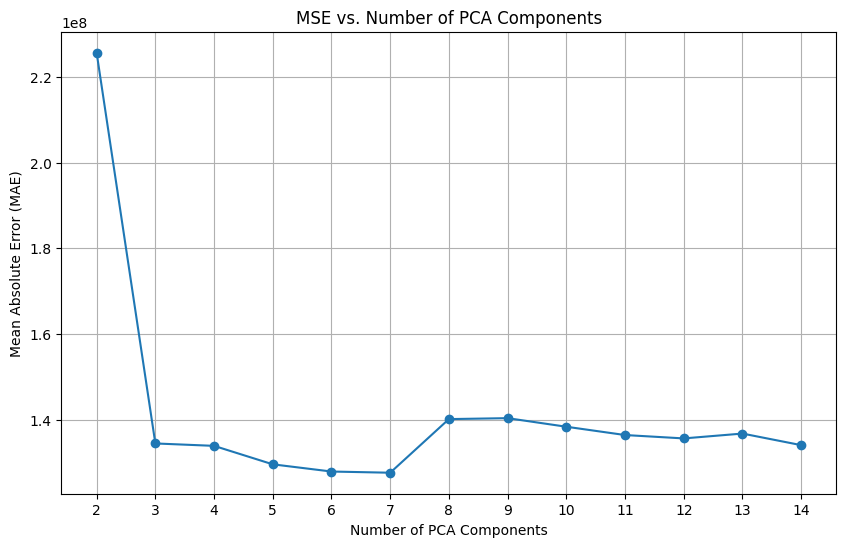 MSE vs. Number of PCA Components
1e8
2.2
2.0
1.8
1.6
1.4
Mean Absolute Error (MAE)
2 3 4 5 6 7 8 9 10 11 12 13 14
Number of PCA Components